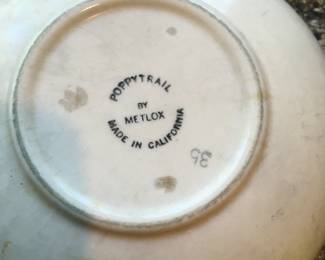 POPPYTRAIL
BY
METLOX
MADE IN CALIFORNIA
35